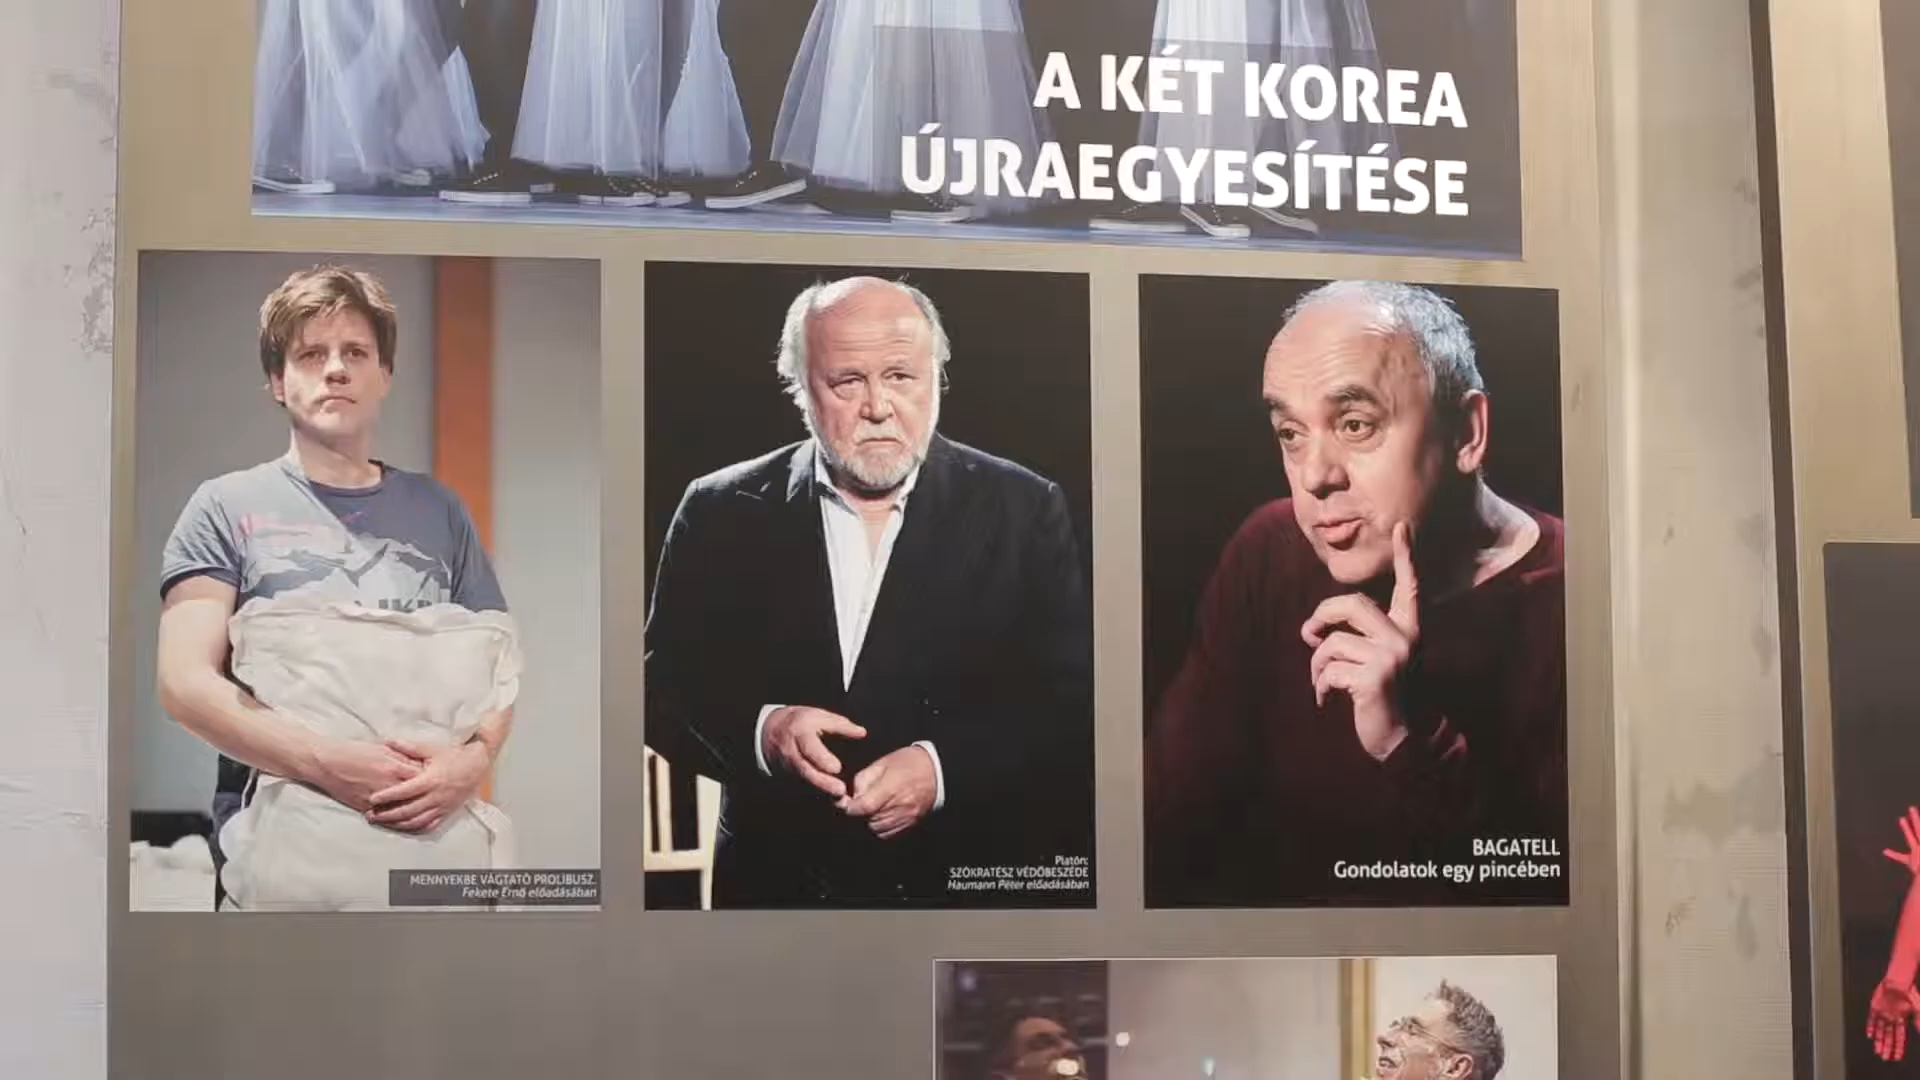 A KÉT KOREA
ÚJRAEGYESÍTÉSE
MENNYEKBE VÁGTATÓ PROLIBUSZ
Fekete Ernő előadásában
Platón:
SZÓKRATÉSZ VÉDŐBESZÉDE
Haumann Péter előadásában
BAGATELL
Gondolatok egy pincében